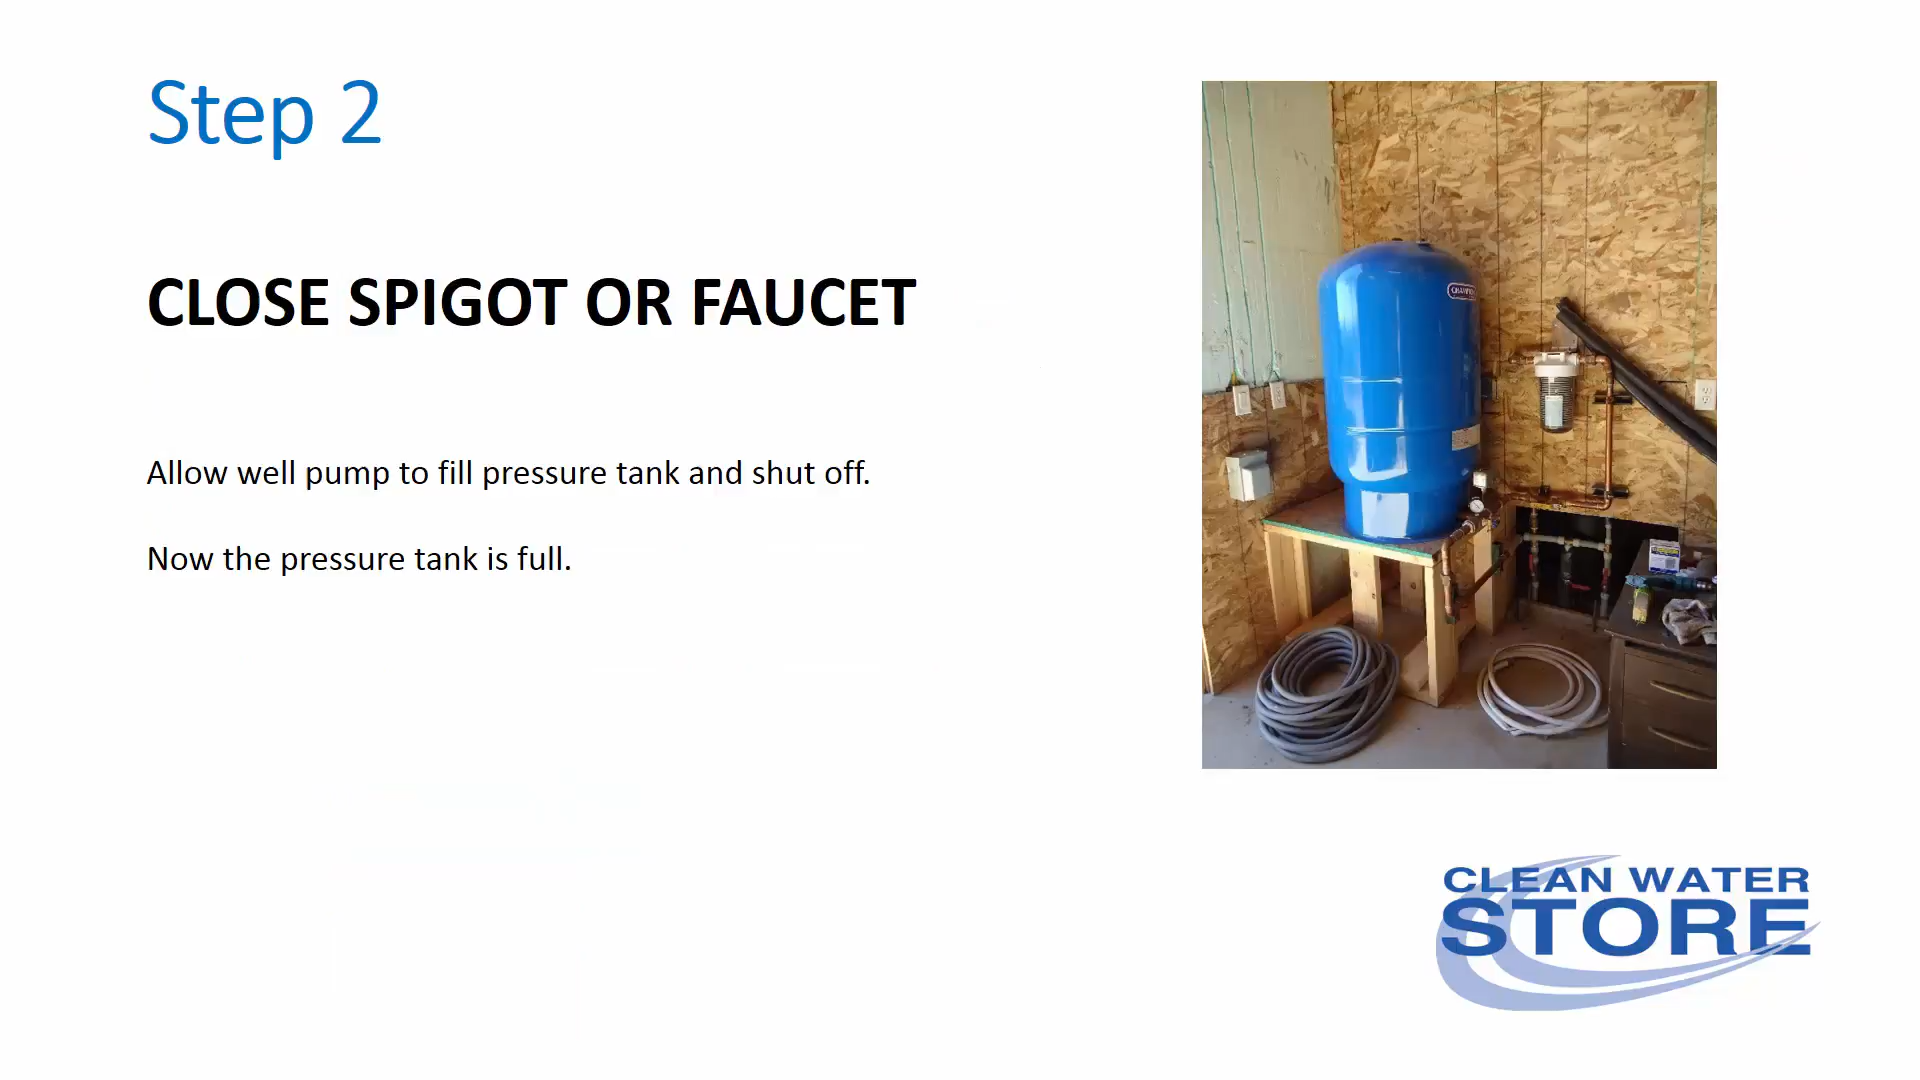 Step 2
CLOSE SPIGOT OR FAUCET
Allow well pump to fill pressure tank and shut off.
Now the pressure tank is full.
CLEAN WATER
STORE